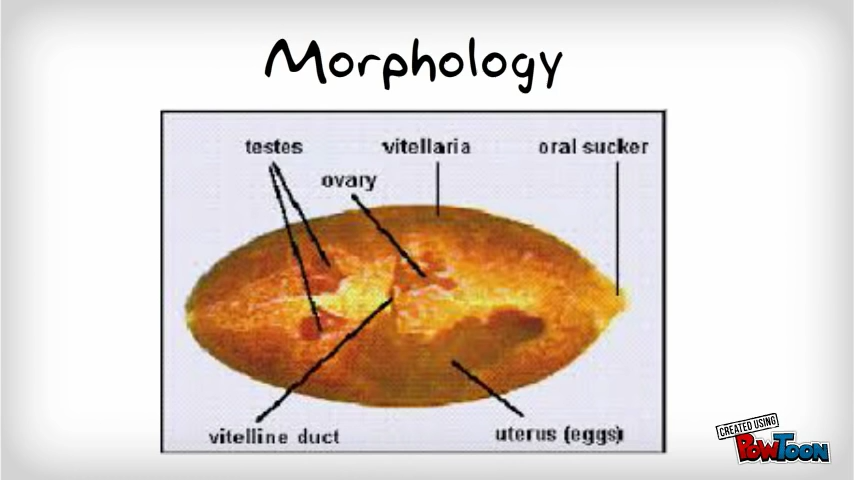 Morphology
testes
vitellaria
oral sucker
ovary
vitelline duct
uterus (eggs)
CREATED USING
POWTOON